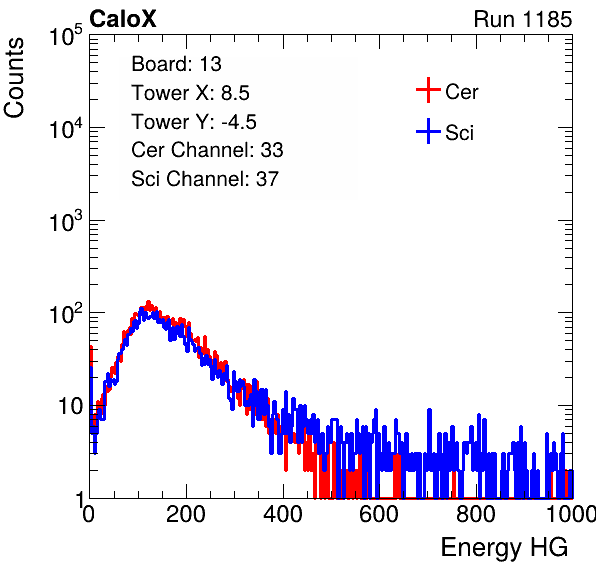 CaloX Run 1185
Counts
10^5
10^4
10^3
10^2
10
1
Board: 13
Tower X: 8.5
Tower Y: -4.5
Cer Channel: 33
Sci Channel: 37
Cer
Sci
0 200 400 600 800 1000
Energy HG